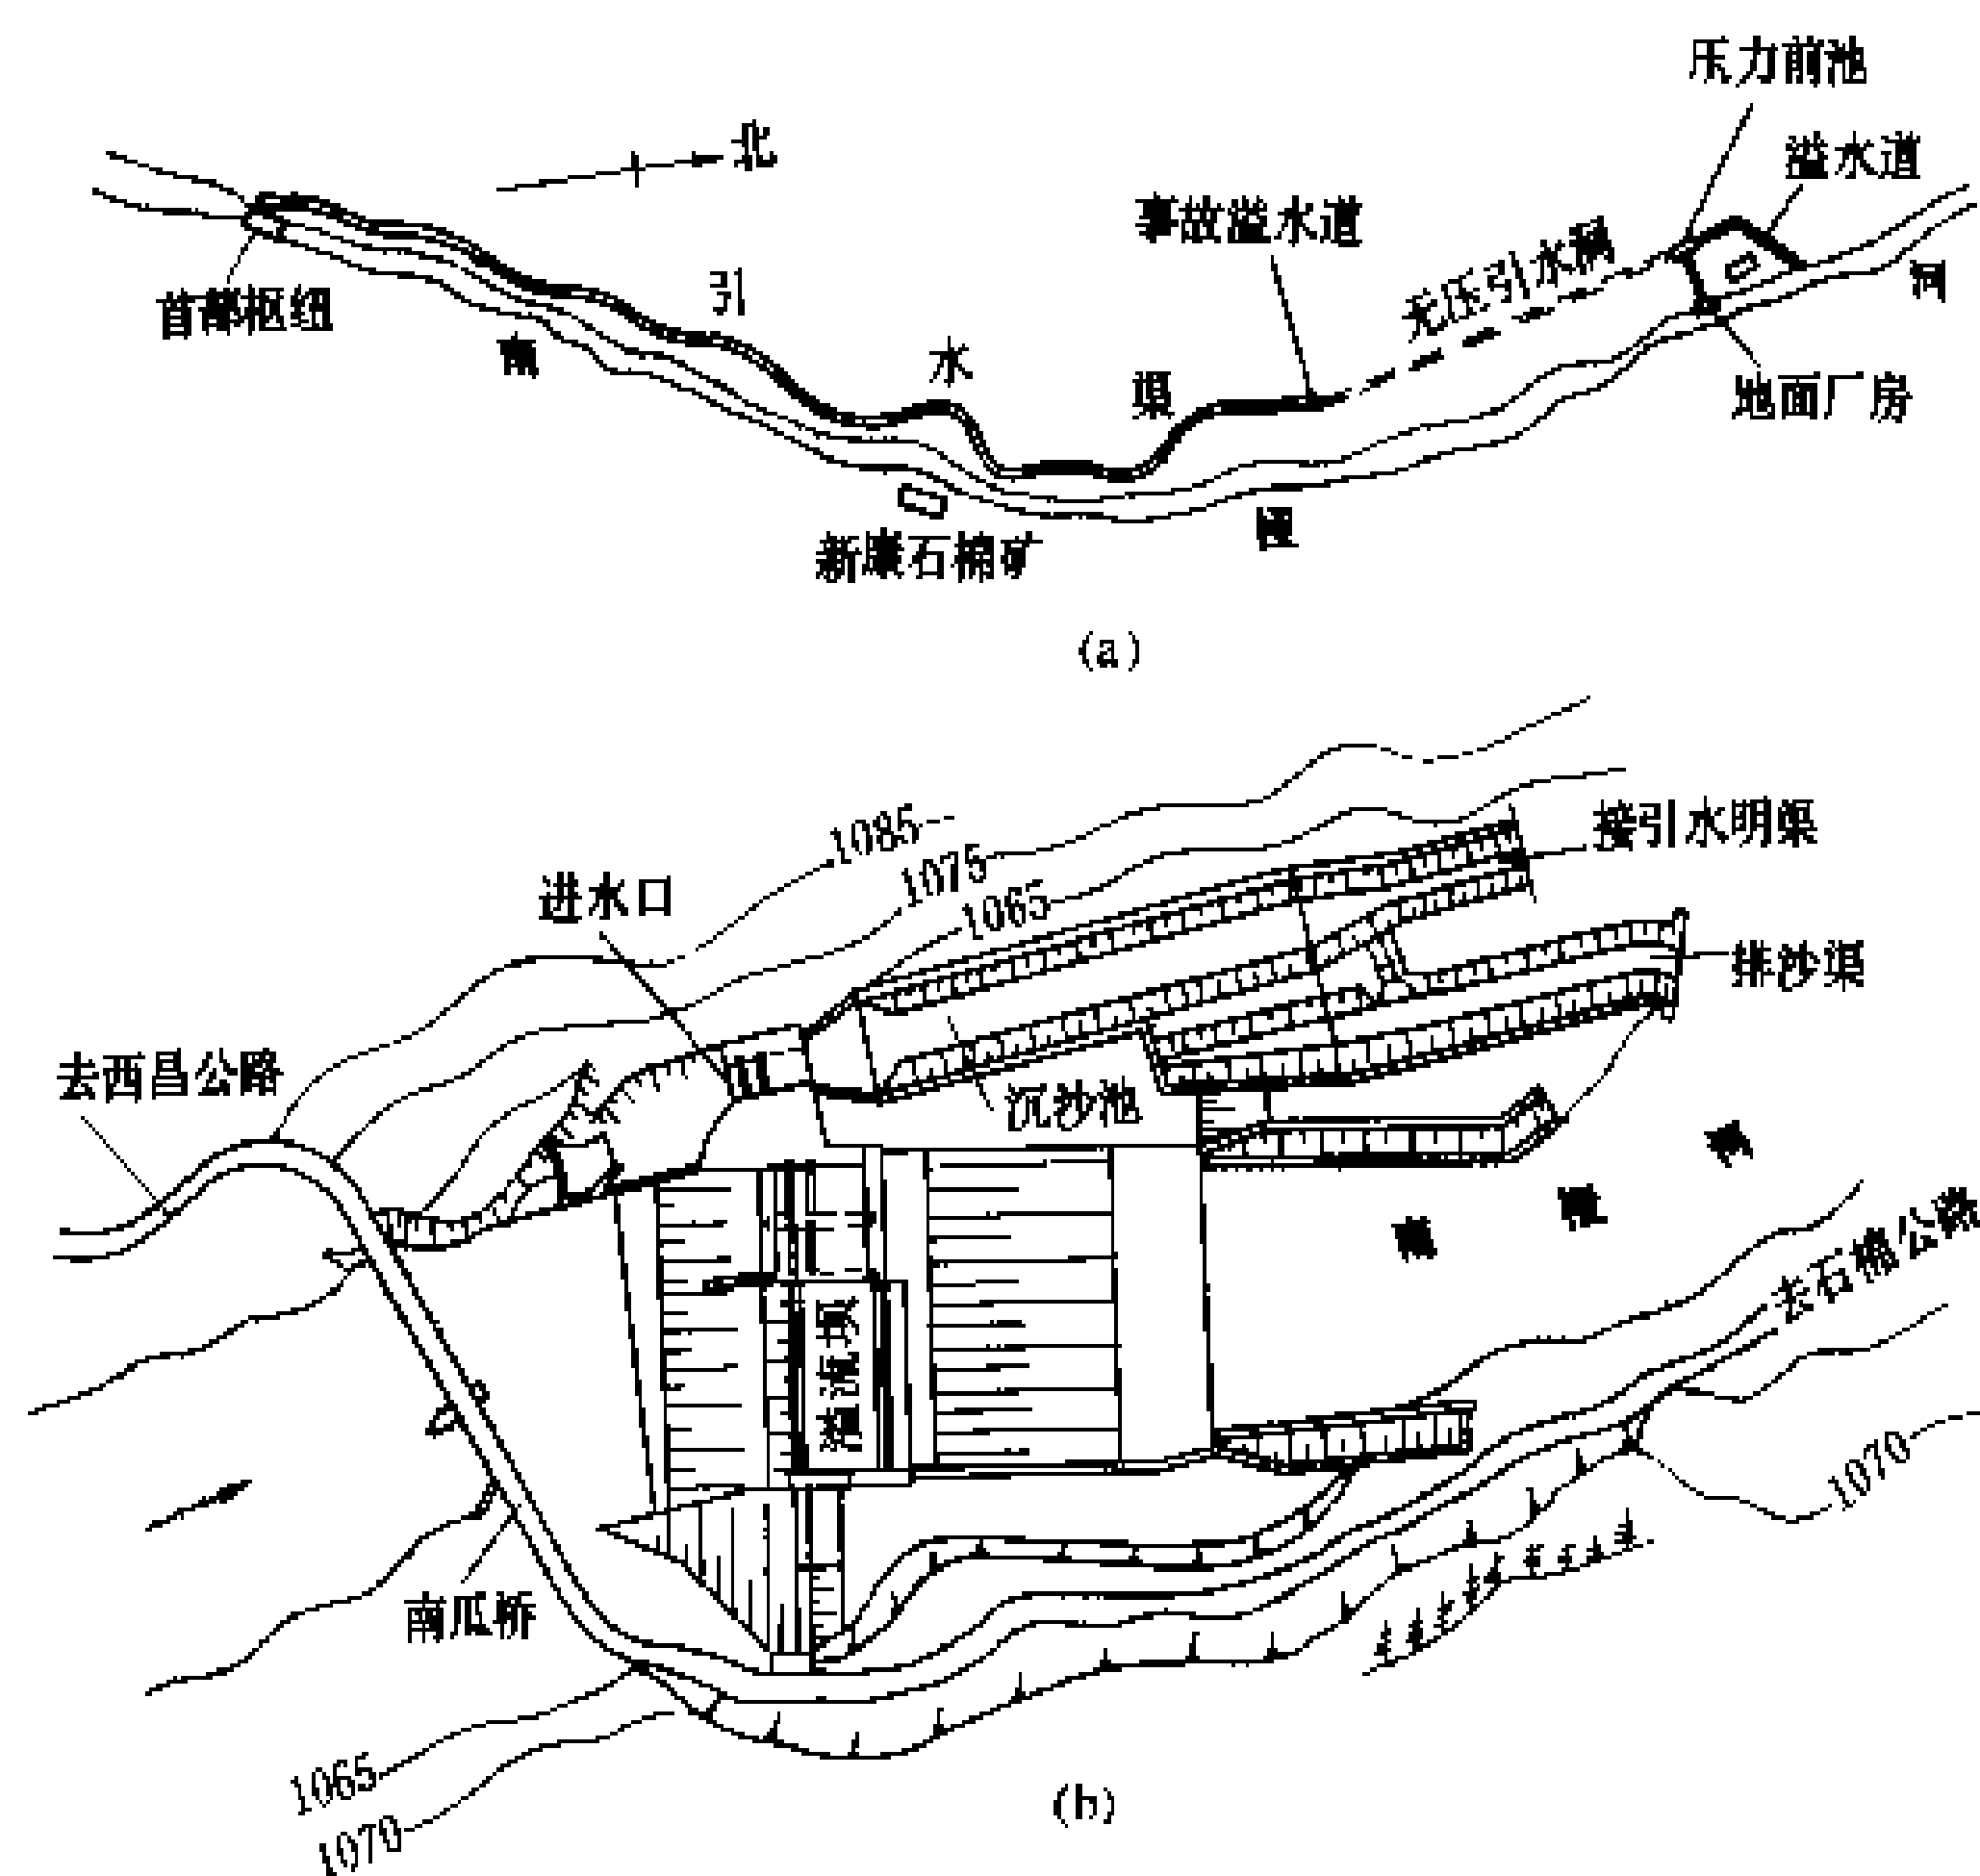 压力前池
溢水道
北
事故溢水道
无压引水洞
首部枢纽
引
水
渠
南
桠
河
地面厂房
新康石棉矿
(a)
1085
1075
1065
接引水明渠
进水口
排沙渠
去西昌公路
沉沙池
南
桠
河
去石棉公路
溢流坝
1070
南瓜桥
1065
1070
(b)